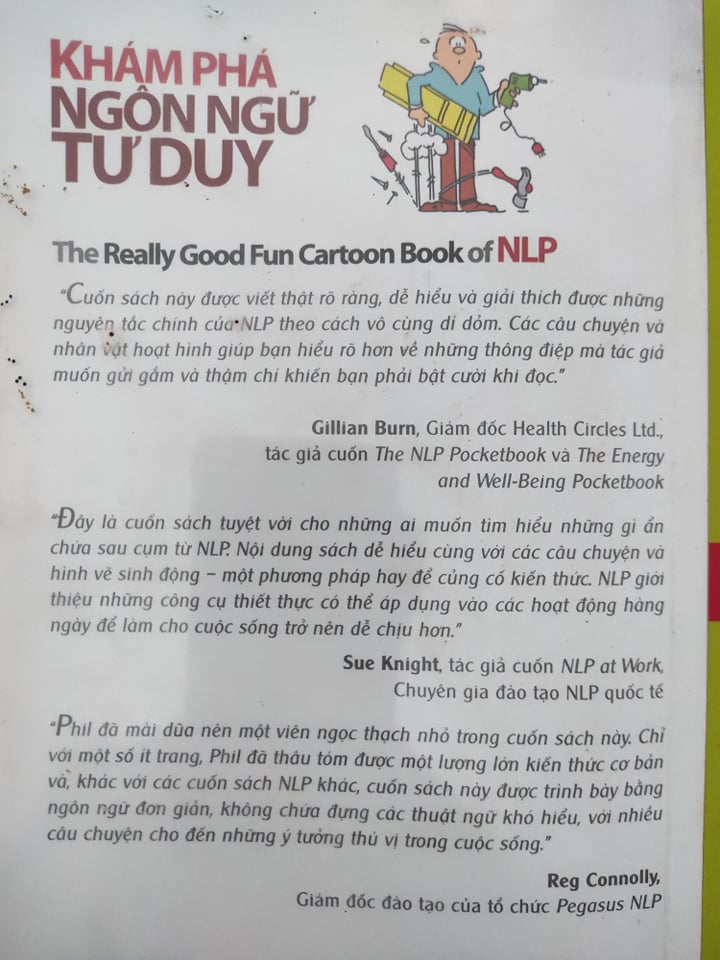 KHÁM PHÁ
NGÔN NGỮ
TƯ DUY
The Really Good Fun Cartoon Book of NLP
"Cuốn sách này được viết thật rõ ràng, dễ hiểu và giải thích được những
nguyên tắc chính của NLP theo cách vô cùng dí dỏm. Các câu chuyện và
nhân vật hoạt hình giúp bạn hiểu rõ hơn về những thông điệp mà tác giả
muốn gửi gắm và thậm chí khiến bạn phải bật cười khi đọc."
Gillian Burn, Giám đốc Health Circles Ltd.,
tác giả cuốn The NLP Pocketbook và The Energy
and Well-Being Pocketbook
"Đây là cuốn sách tuyệt vời cho những ai muốn tìm hiểu những gì ẩn
chứa sau cụm từ NLP. Nội dung sách dễ hiểu cùng với các câu chuyện và
hình vẽ sinh động – một phương pháp hay để củng cố kiến thức. NLP giới
thiệu những công cụ thiết thực có thể áp dụng vào các hoạt động hàng
ngày để làm cho cuộc sống trở nên dễ chịu hơn."
Sue Knight, tác giả cuốn NLP at Work,
Chuyên gia đào tạo NLP quốc tế
"Phil đã mài dũa nên một viên ngọc thạch nhỏ trong cuốn sách này. Chỉ
với một số ít trang, Phil đã thâu tóm được một lượng lớn kiến thức cơ bản
và, khác với các cuốn sách NLP khác, cuốn sách này được trình bày bằng
ngôn ngữ đơn giản, không chứa đựng các thuật ngữ khó hiểu, với nhiều
câu chuyện cho đến những ý tưởng thú vị trong cuộc sống."
Reg Connolly,
Giám đốc đào tạo của tổ chức Pegasus NLP